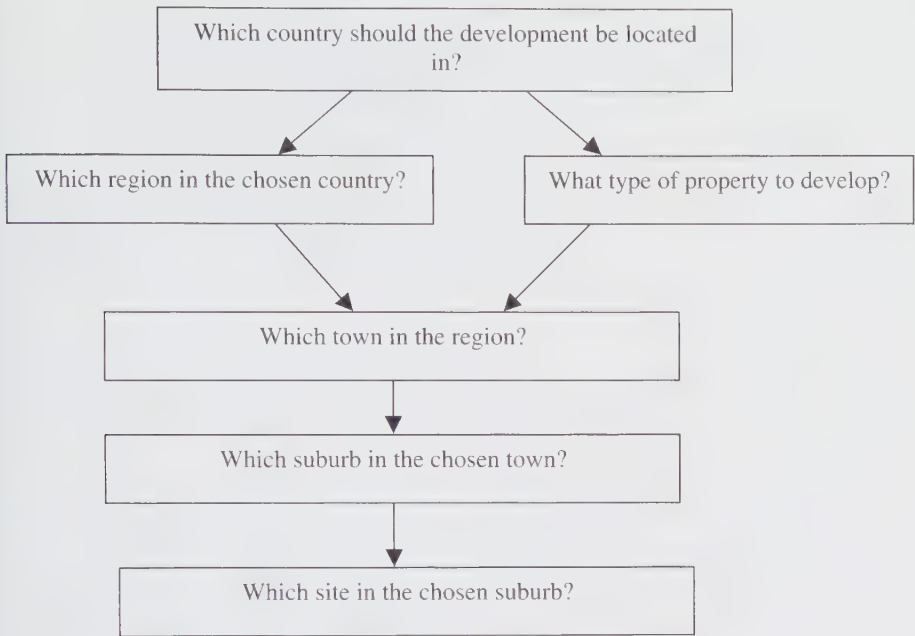 Which country should the development be located
in?
Which region in the chosen country?
What type of property to develop?
Which town in the region?
Which suburb in the chosen town?
Which site in the chosen suburb?